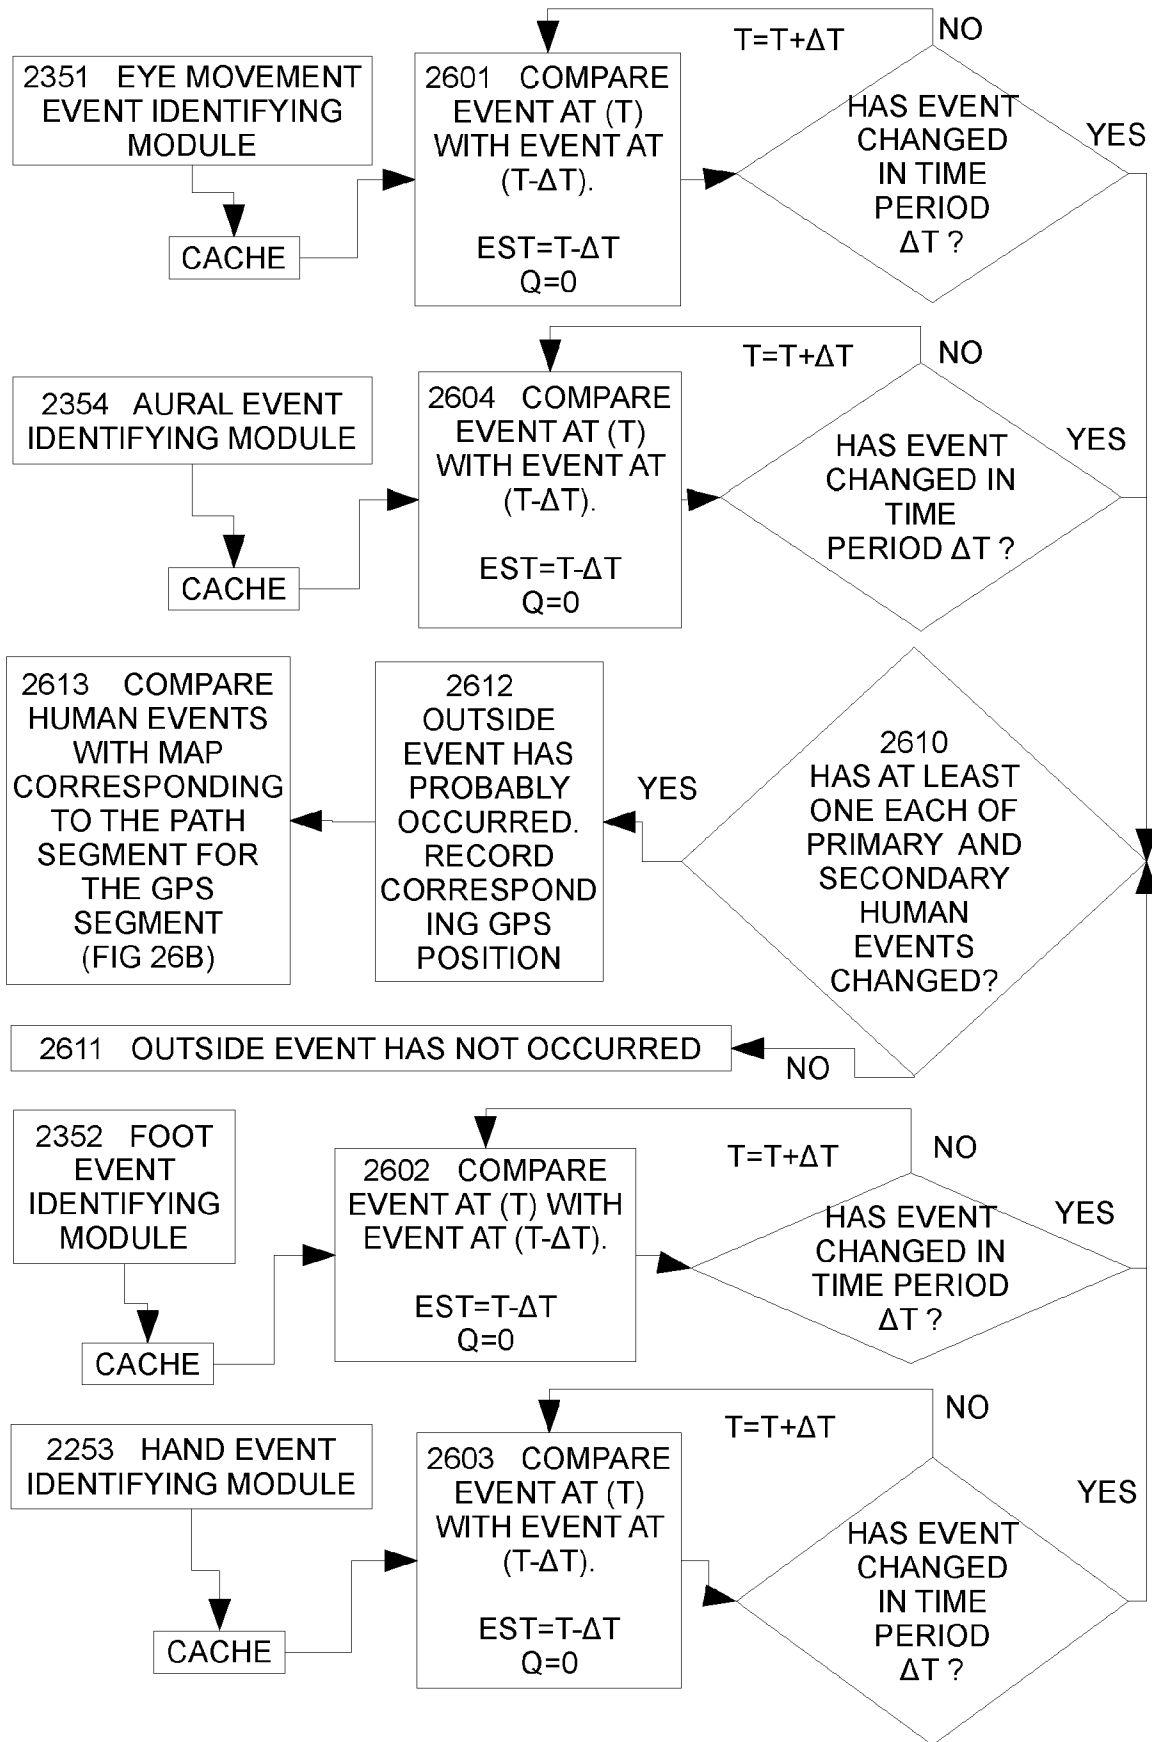 2351 EYE MOVEMENT
EVENT IDENTIFYING
MODULE
CACHE
2601 COMPARE
EVENT AT (T)
WITH EVENT AT
(T-ΔT).
EST=T-ΔT
Q=0
T=T+ΔT
NO
HAS EVENT
CHANGED
IN TIME
PERIOD
ΔT ?
YES
2354 AURAL EVENT
IDENTIFYING MODULE
CACHE
2604 COMPARE
EVENT AT (T)
WITH EVENT AT
(T-ΔT).
EST=T-ΔT
Q=0
T=T+ΔT
NO
HAS EVENT
CHANGED IN
TIME
PERIOD ΔT ?
YES
2613 COMPARE
HUMAN EVENTS
WITH MAP
CORRESPONDING
TO THE PATH
SEGMENT FOR
THE GPS
SEGMENT
(FIG 26B)
2612
OUTSIDE
EVENT HAS
PROBABLY
OCCURRED.
RECORD
CORRESPOND
ING GPS
POSITION
YES
2610
HAS AT LEAST
ONE EACH OF
PRIMARY AND
SECONDARY
HUMAN
EVENTS
CHANGED?
2611 OUTSIDE EVENT HAS NOT OCCURRED
NO
2352 FOOT
EVENT
IDENTIFYING
MODULE
CACHE
2602 COMPARE
EVENT AT (T) WITH
EVENT AT (T-ΔT).
EST=T-ΔT
Q=0
T=T+ΔT
NO
HAS EVENT
CHANGED IN
TIME PERIOD
ΔT ?
YES
2253 HAND EVENT
IDENTIFYING MODULE
CACHE
2603 COMPARE
EVENT AT (T)
WITH EVENT AT
(T-ΔT).
EST=T-ΔT
Q=0
T=T+ΔT
NO
HAS EVENT
CHANGED
IN TIME
PERIOD
ΔT ?
YES